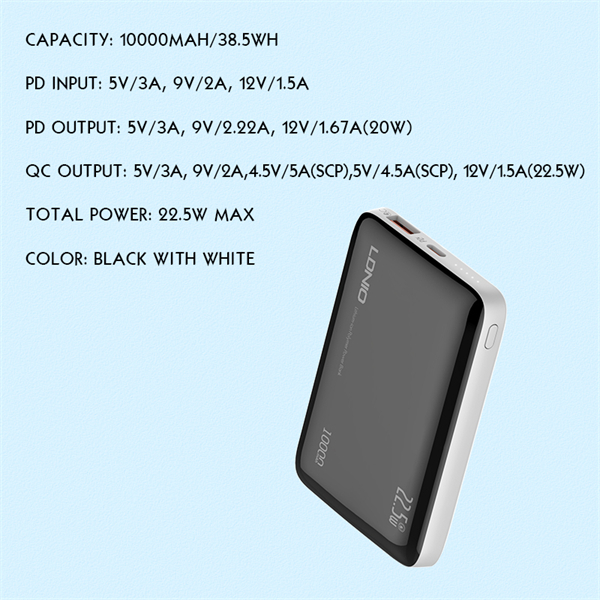 CAPACITY: 10000MAH/38.5WH
PD INPUT: 5V/3A, 9V/2A, 12V/1.5A
PD OUTPUT: 5V/3A, 9V/2.22A, 12V/1.67A(20W)
QC OUTPUT: 5V/3A, 9V/2A,4.5V/5A(SCP),5V/4.5A(SCP), 12V/1.5A(22.5W)
TOTAL POWER: 22.5W MAX
COLOR: BLACK WITH WHITE
LDNIO
10000
22.5W